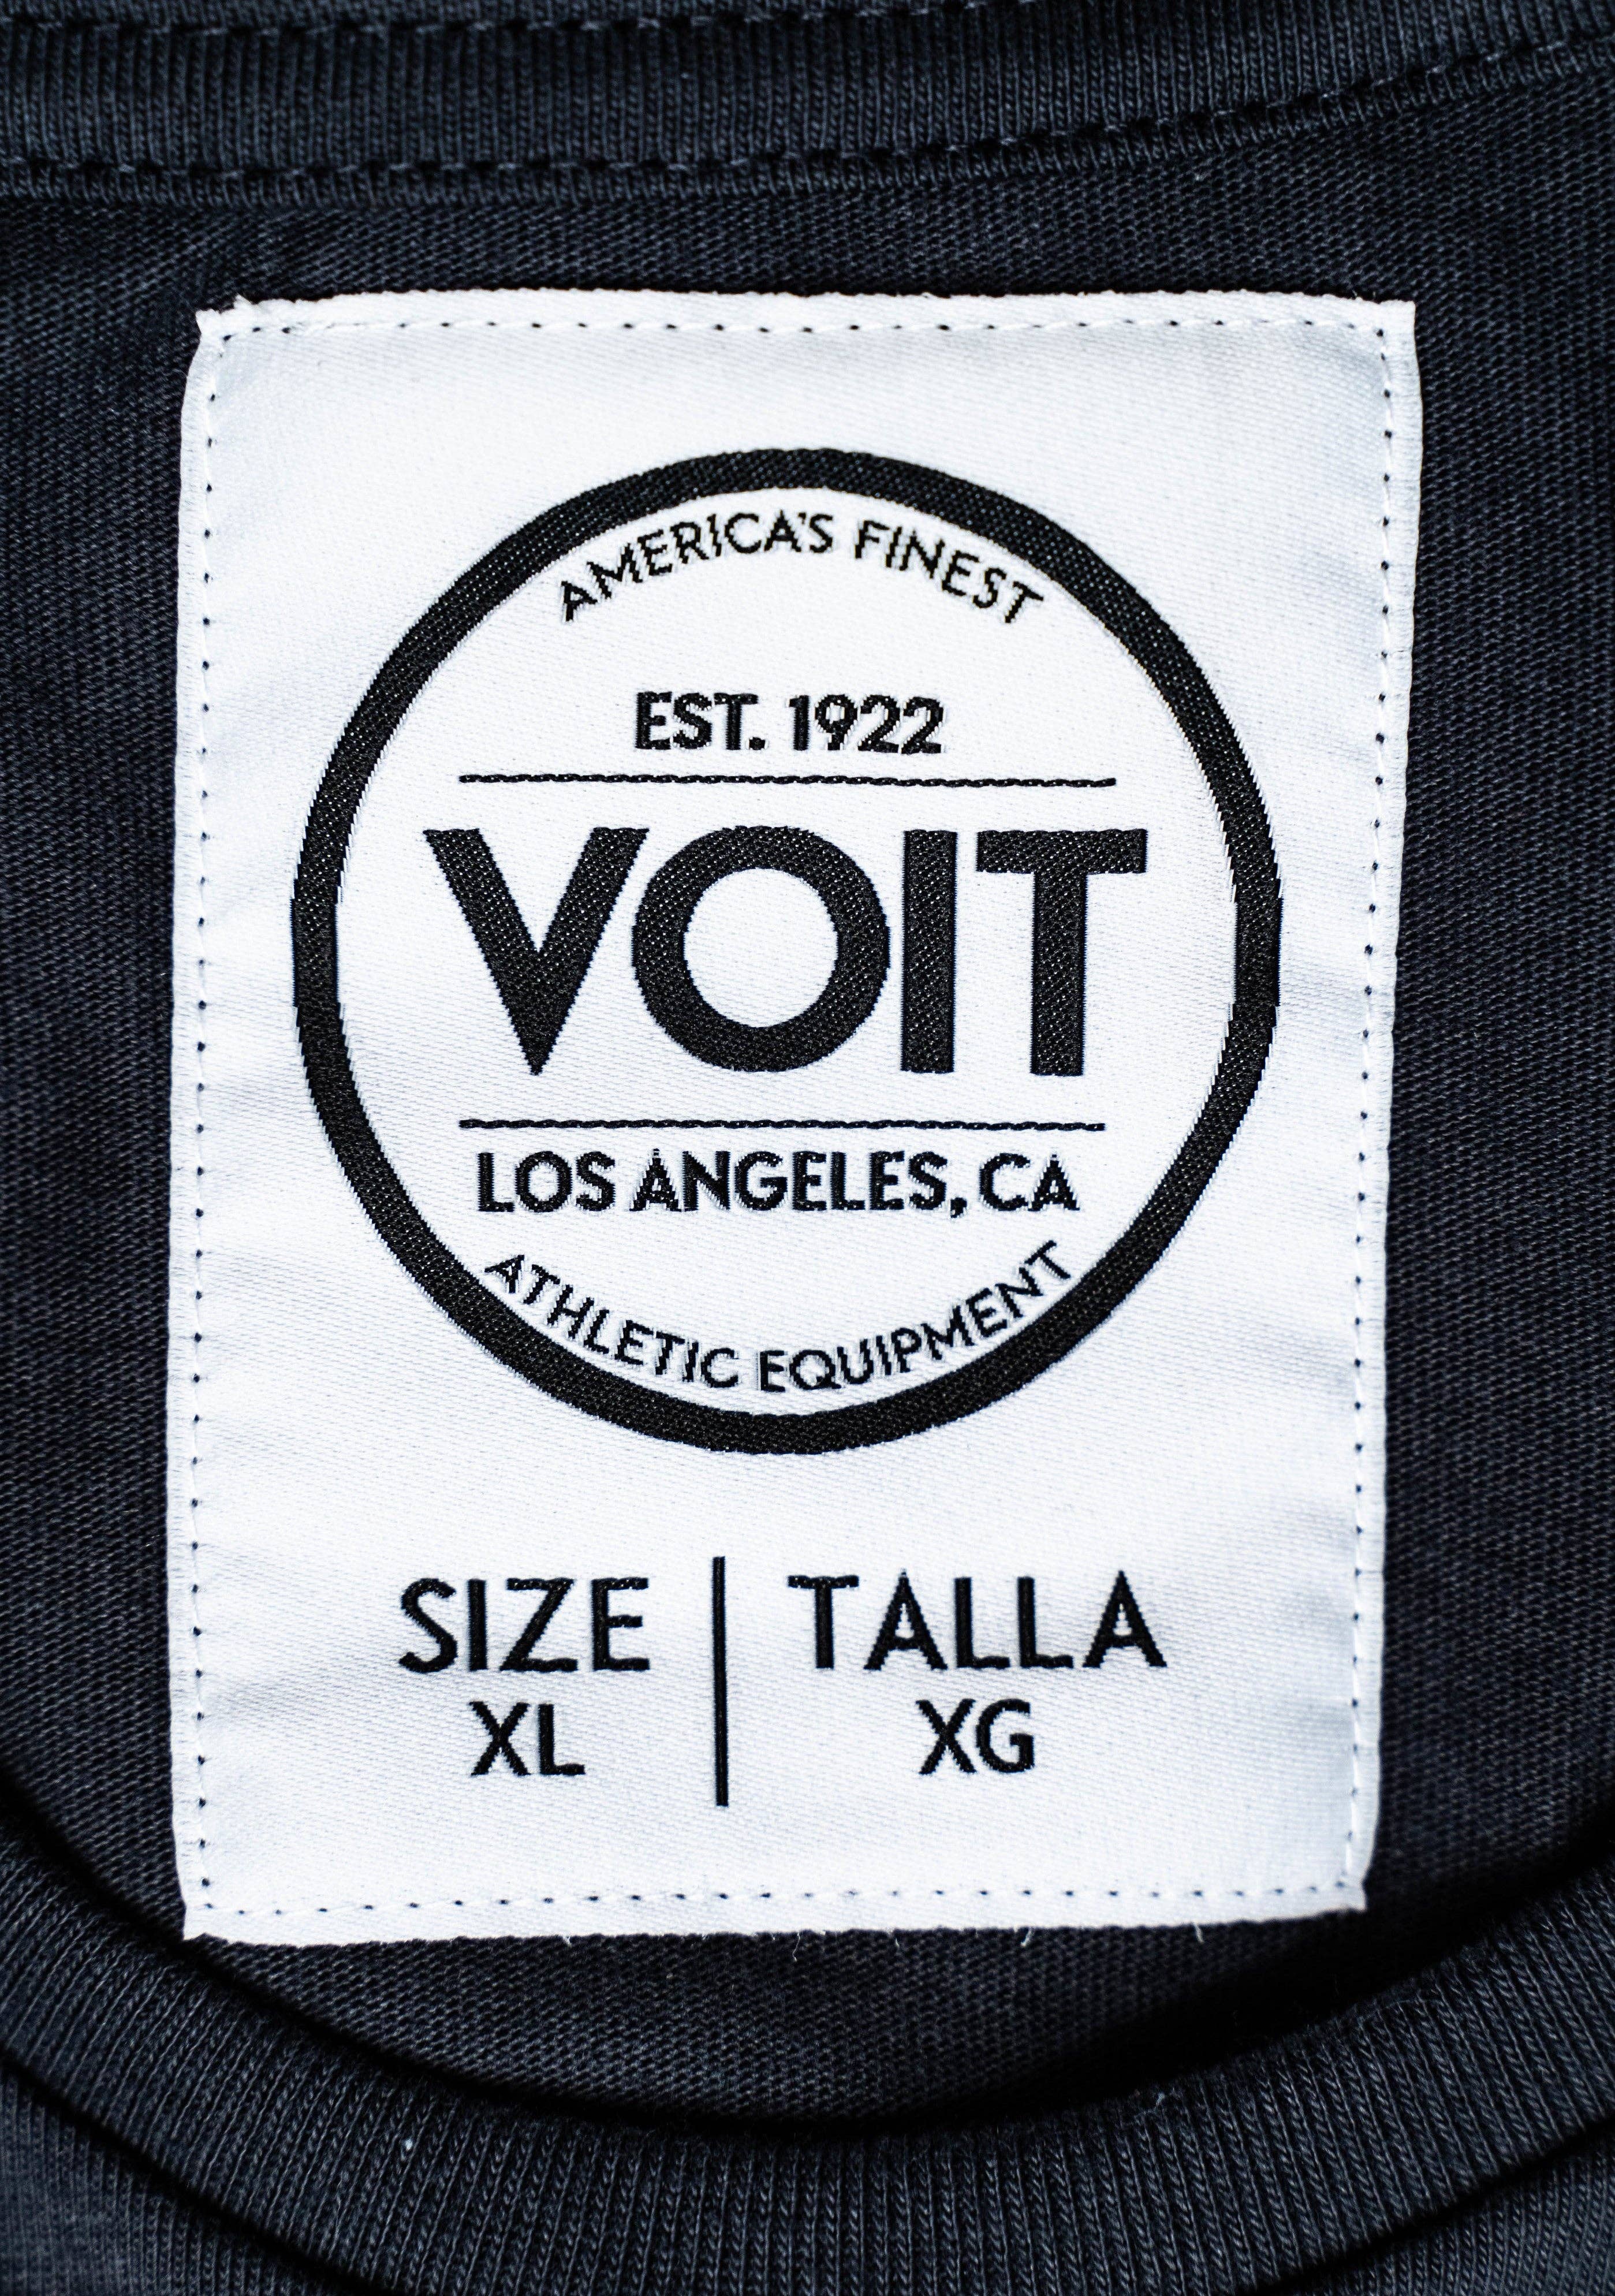 AMERICA'S FINEST
EST. 1922
VOIT
LOS ANGELES, CA
ATHLETIC EQUIPMENT
SIZE | TALLA
XL | XG